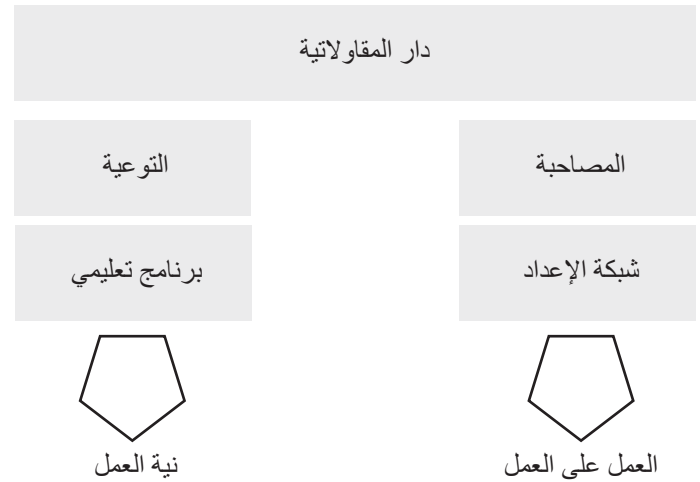 دار المقاولاتية
المصاحبة
التوعية
شبكة الإعداد
برنامج تعليمي
العمل على العمل
نية العمل